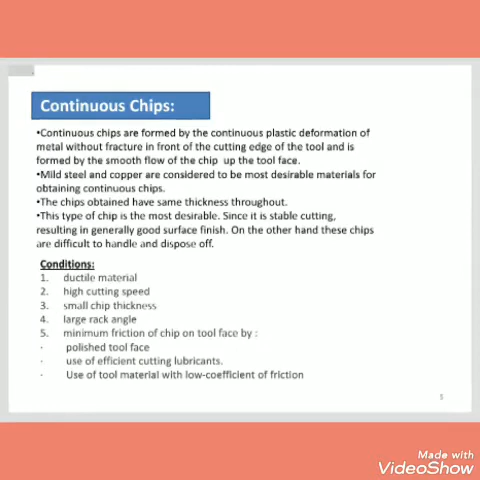 Continuous Chips:
•Continuous chips are formed by the continuous plastic deformation of
metal without fracture in front of the cutting edge of the tool and is
formed by the smooth flow of the chip up the tool face.
•Mild steel and copper are considered to be most desirable materials for
obtaining continuous chips.
•The chips obtained have same thickness throughout.
•This type of chip is the most desirable. Since it is stable cutting,
resulting in generally good surface finish. On the other hand these chips
are difficult to handle and dispose off.
Conditions:
1. ductile material
2. high cutting speed
3. small chip thickness
4. large rack angle
5. minimum friction of chip on tool face by :
· polished tool face
· use of efficient cutting lubricants.
· Use of tool material with low-coefficient of friction
5
Made with
VideoShow